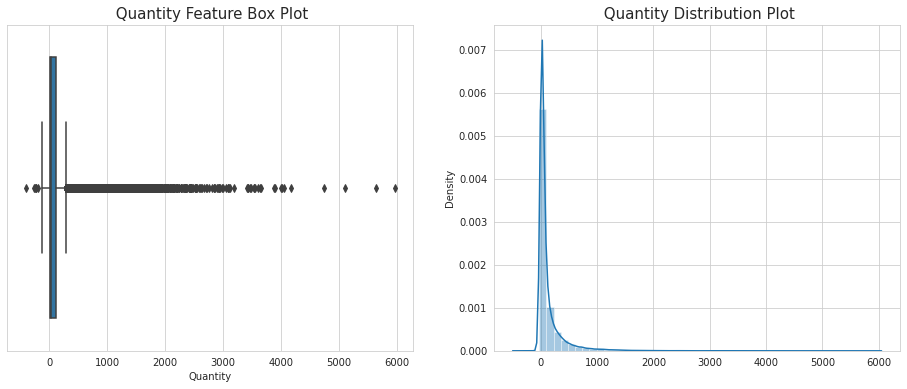 Quantity Feature Box Plot
0 1000 2000 3000 4000 5000 6000
Quantity
Quantity Distribution Plot
Density
0.007
0.006
0.005
0.004
0.003
0.002
0.001
0.000
0 1000 2000 3000 4000 5000 6000